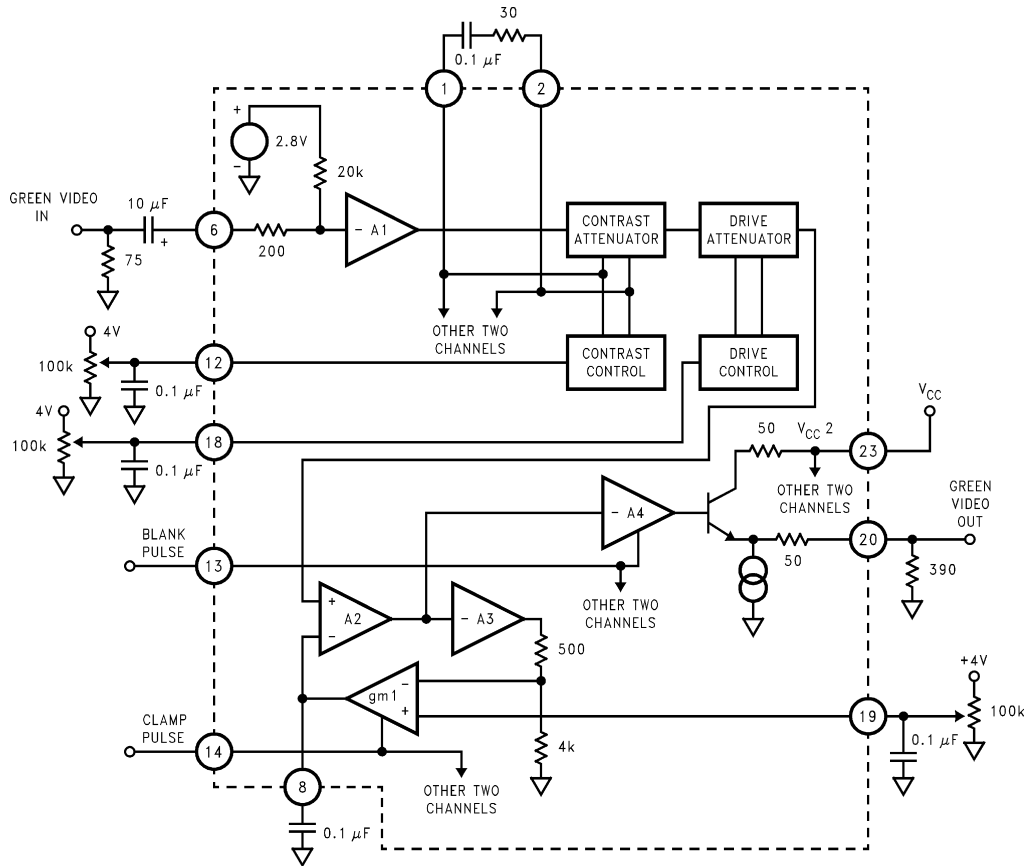 30
0.1 μF
1
2
+
2.8V
−
20k
GREEN VIDEO
IN
10 μF
+
6
200
− A1
75
CONTRAST
ATTENUATOR
DRIVE
ATTENUATOR
OTHER TWO
CHANNELS
4V
100k
0.1 μF
12
CONTRAST
CONTROL
DRIVE
CONTROL
4V
100k
0.1 μF
18
50
VCC 2
VCC
23
OTHER TWO
CHANNELS
− A4
GREEN
VIDEO
OUT
BLANK
PULSE
13
50
20
390
OTHER TWO
CHANNELS
+
A2
−
− A3
500
gm1
−
+
+4V
19
100k
0.1 μF
CLAMP
PULSE
14
4k
OTHER TWO
CHANNELS
8
0.1 μF